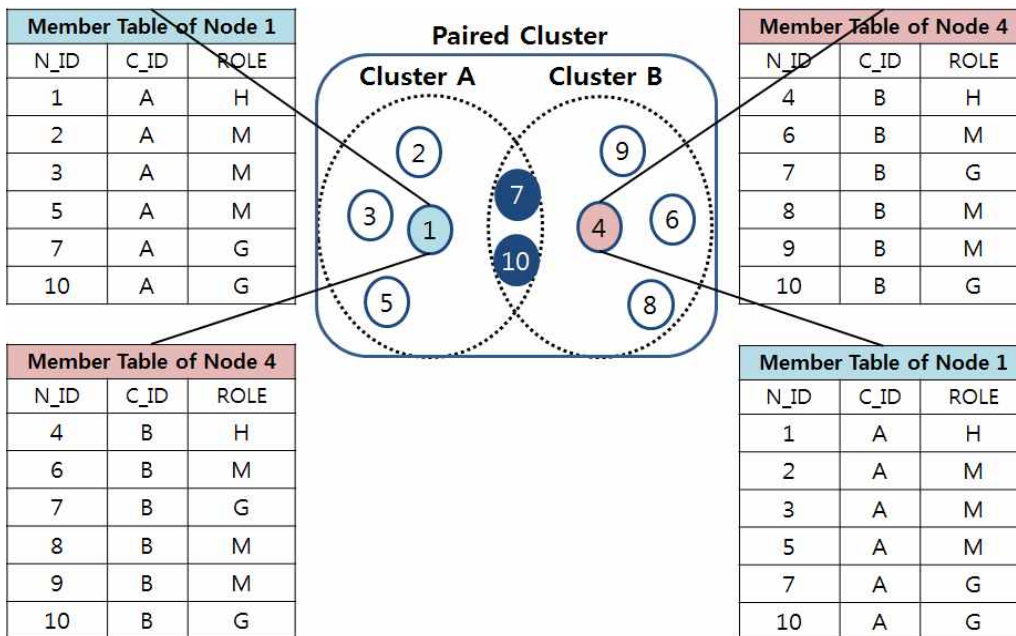 Member Table of Node 1
N_ID C_ID ROLE
1 A H
2 A M
3 A M
5 A M
7 A G
10 A G
Paired Cluster
Cluster A Cluster B
2
9
7
3
1
4
6
10
5
8
Member Table of Node 4
N_ID C_ID ROLE
4 B H
6 B M
7 B G
8 B M
9 B M
10 B G
Member Table of Node 4
N_ID C_ID ROLE
4 B H
6 B M
7 B G
8 B M
9 B M
10 B G
Member Table of Node 1
N_ID C_ID ROLE
1 A H
2 A M
3 A M
5 A M
7 A G
10 A G